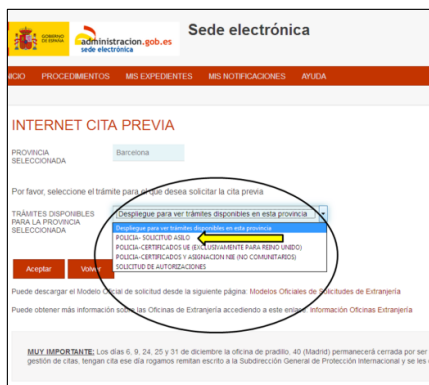 GOBIERNO
DE ESPAÑA
administracion.gob.es
sede electrónica
Sede electrónica
NICIO PROCEDIMIENTOS MIS EXPEDIENTES MIS NOTIFICACIONES AYUDA
INTERNET CITA PREVIA
PROVINCIA
SELECCIONADA
Barcelona
Por favor, seleccione el trámite para el que desea solicitar la cita previa
TRÁMITES DISPONIBLES
PARA LA PROVINCIA
SELECCIONADA
Despliegue para ver trámites disponibles en esta provincia
Despliegue para ver trámites disponibles en esta provincia
POLICIA- SOLICITUD ASILO
POLICIA-CERTIFICADOS UE (EXCLUSIVAMENTE PARA REINO UNIDO)
POLICIA-CERTIFICADOS Y ASIGNACION NIE (NO COMUNITARIOS)
SOLICITUD DE AUTORIZACIONES
Aceptar Volver
Puede descargar el Modelo Oficial de solicitud desde la siguiente página: Modelos Oficiales de Solicitudes de Extranjería
Puede obtener más información sobre las Oficinas de Extranjería accediendo a este enlace: Información Oficinas Extranjería
MUY IMPORTANTE: Los días 6, 9, 24, 25 y 31 de diciembre la oficina de pradillo, 40 (Madrid) permanecerá cerrada por ser
gestión de citas, tengan cita ese día rogamos remitan escrito a la Subdirección General de Protección Internacional y se les